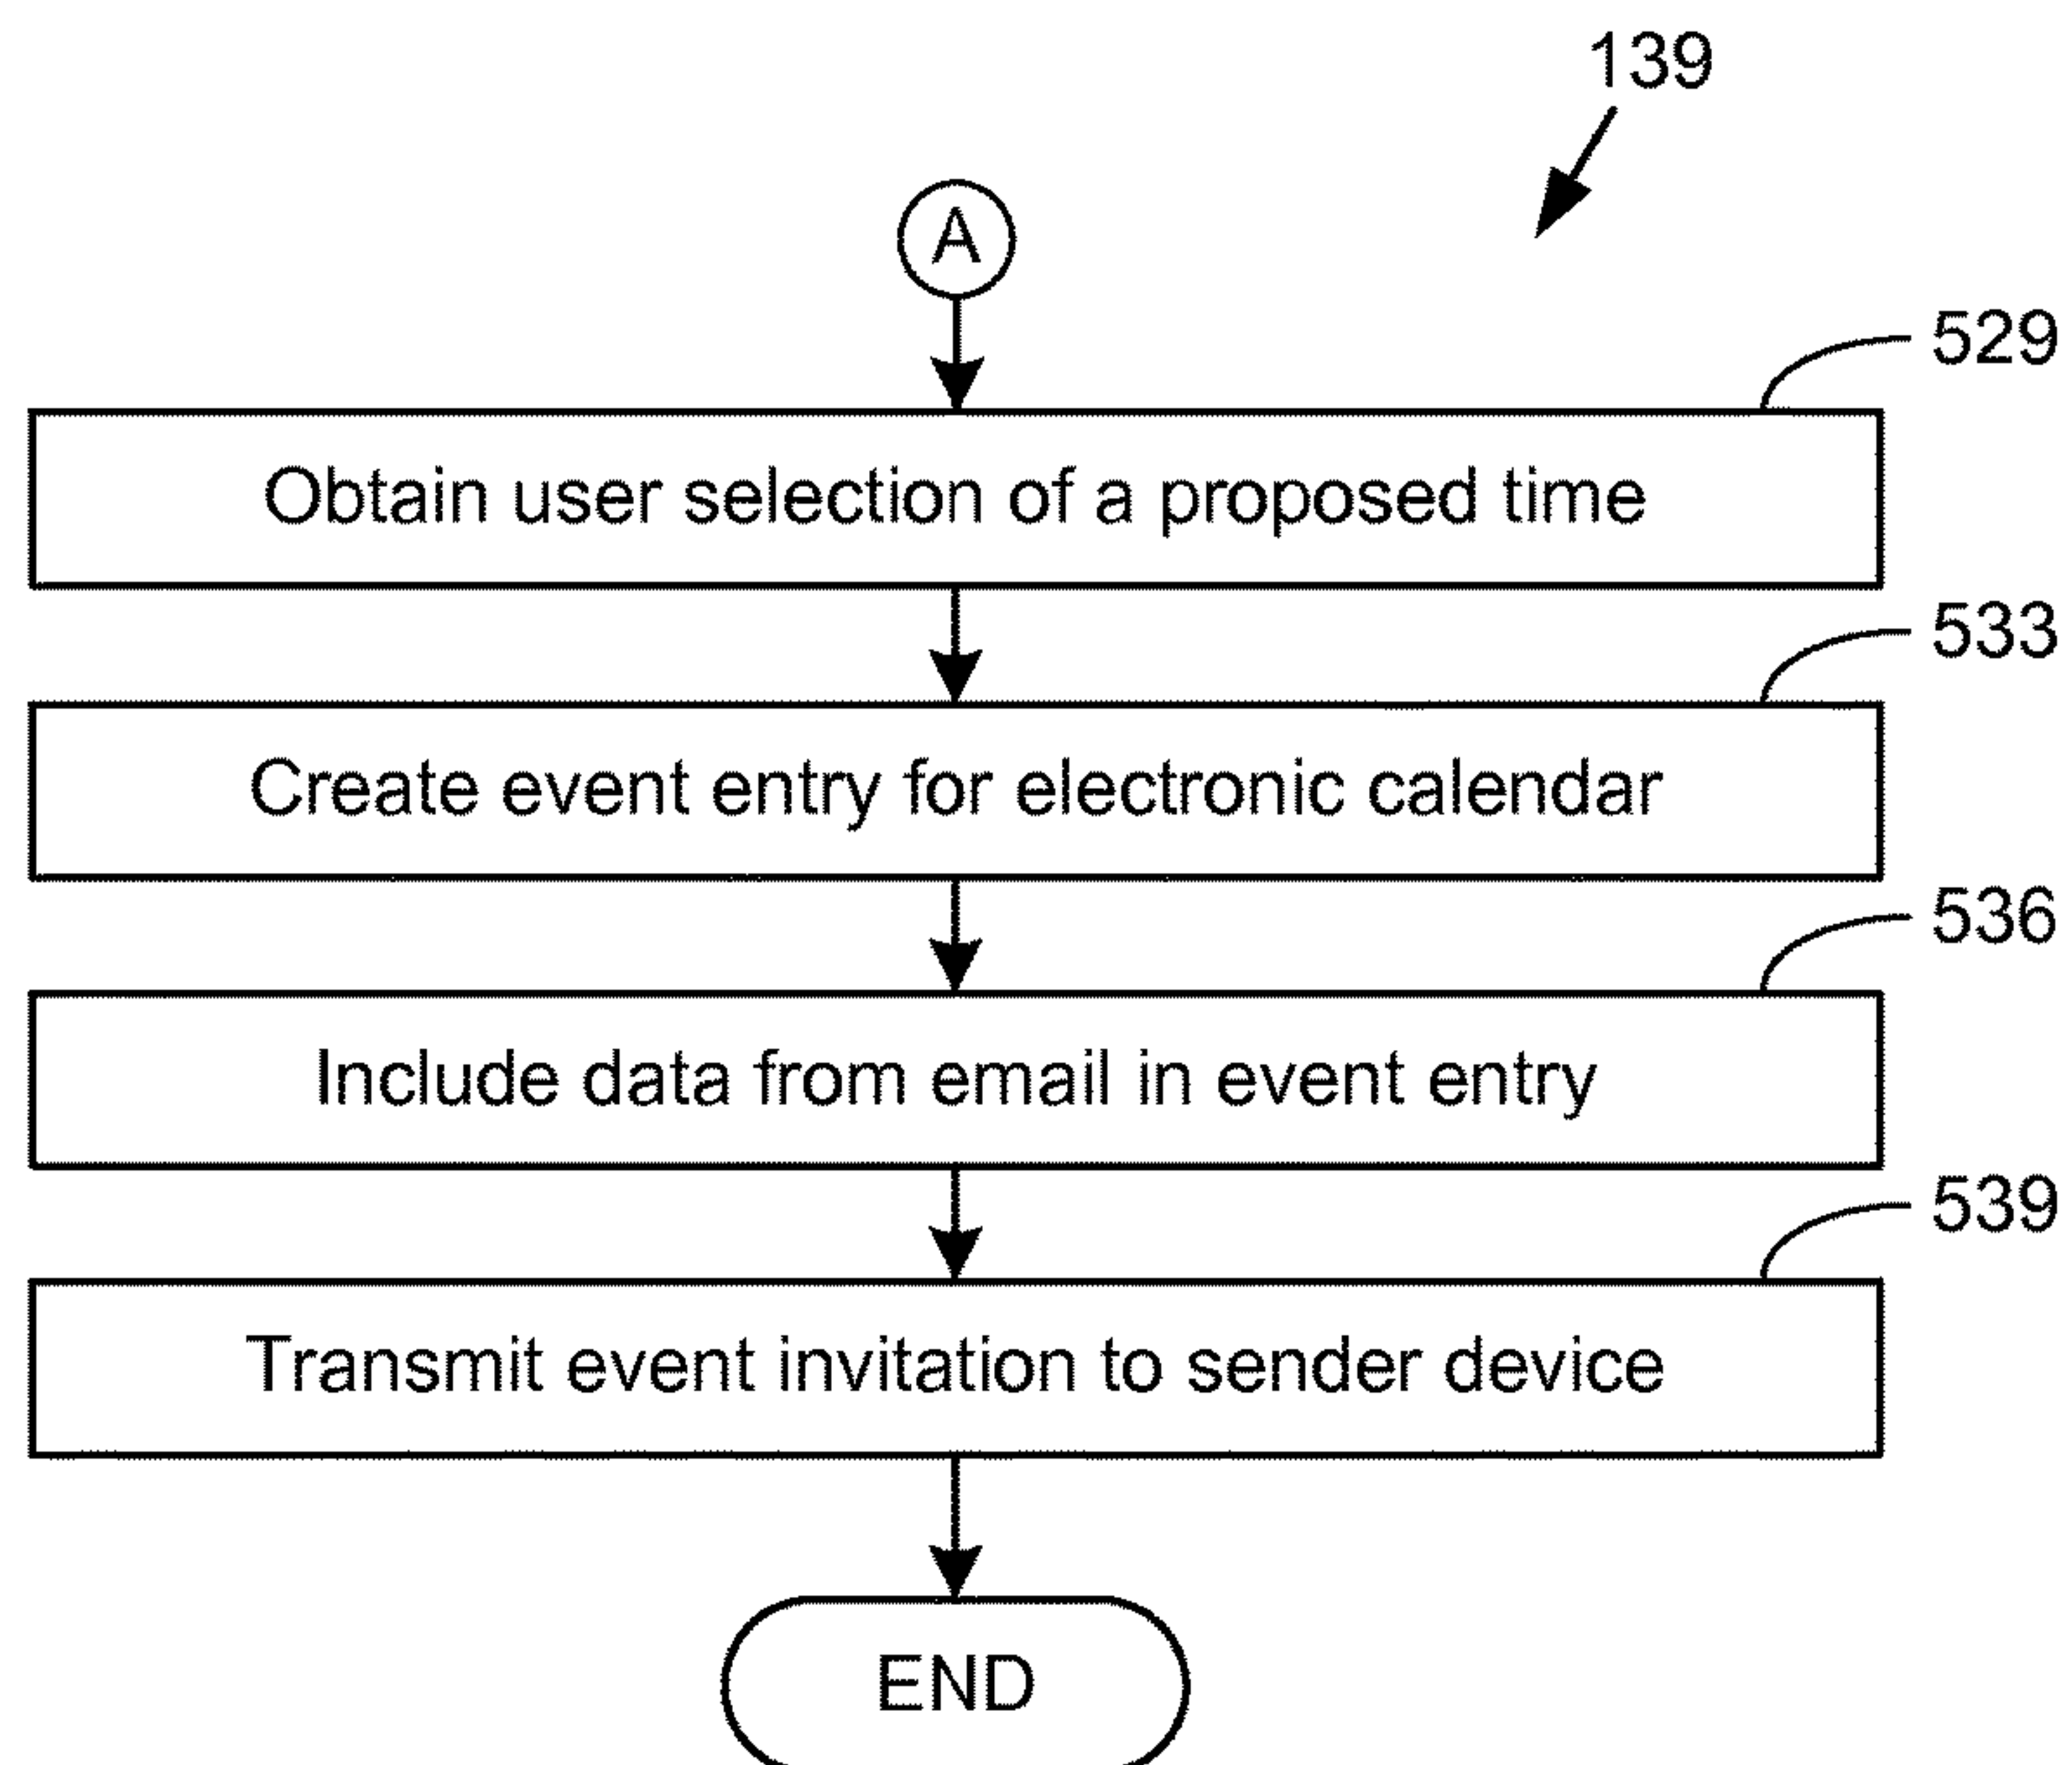 139
A
529
Obtain user selection of a proposed time
533
Create event entry for electronic calendar
536
Include data from email in event entry
539
Transmit event invitation to sender device
END